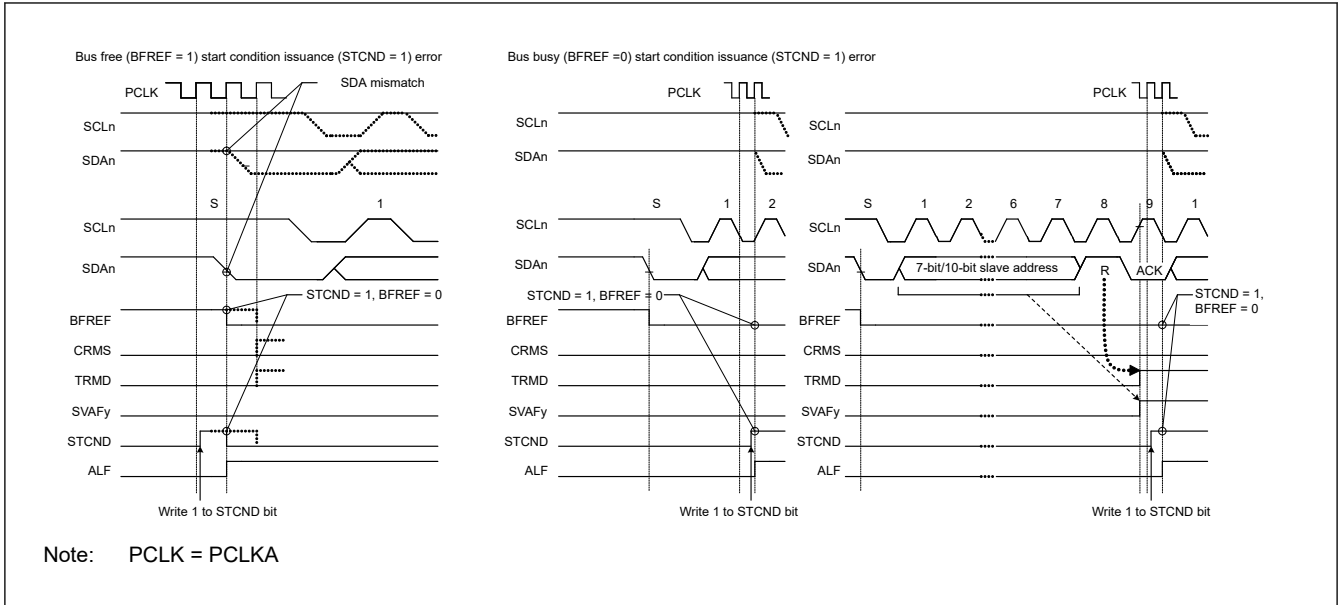 Bus free (BFREF = 1) start condition issuance (STCND = 1) error
PCLK
SDA mismatch
SCLn
SDAn
S 1
SCLn
SDAn
STCND = 1, BFREF = 0
BFREF
CRMS
TRMD
SVAFy
STCND
ALF
Write 1 to STCND bit
Bus busy (BFREF =0) start condition issuance (STCND = 1) error
PCLK
SCLn
SDAn
S 1 2
SCLn
SDAn
STCND = 1, BFREF = 0
BFREF
CRMS
TRMD
SVAFy
STCND
ALF
Write 1 to STCND bit
PCLK
SCLn
SDAn
S 1 2 6 7 8 9 1
SCLn
SDAn 7-bit/10-bit slave address R ACK
STCND = 1,
BFREF = 0
BFREF
CRMS
TRMD
SVAFy
STCND
ALF
Write 1 to STCND bit
Note: PCLK = PCLKA